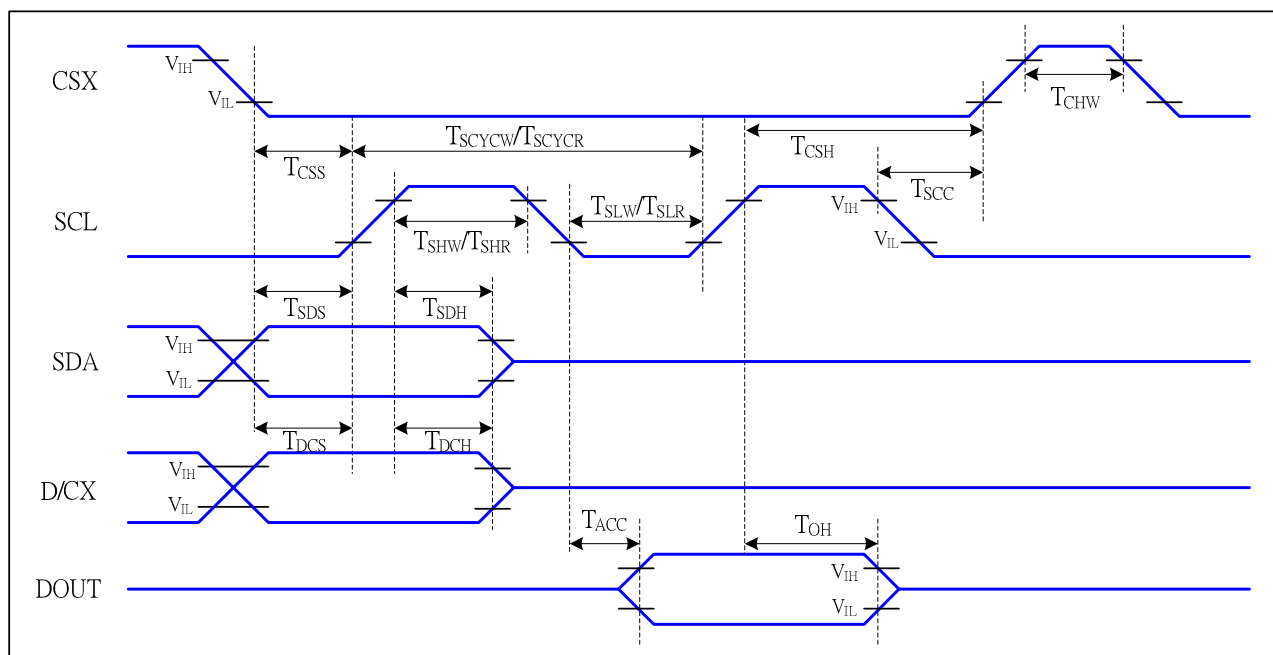 CSX
VIH
VIL
TCHW
TSCYCW/TSCYCR
TCSS
TCSH
TSCC
SCL
TSHW/TSHR
TSLW/TSLR
VIH
VIL
TSDS
TSDH
SDA
VIH
VIL
TDCS
TDCH
D/CX
VIH
VIL
TACC
TOH
DOUT
VIH
VIL